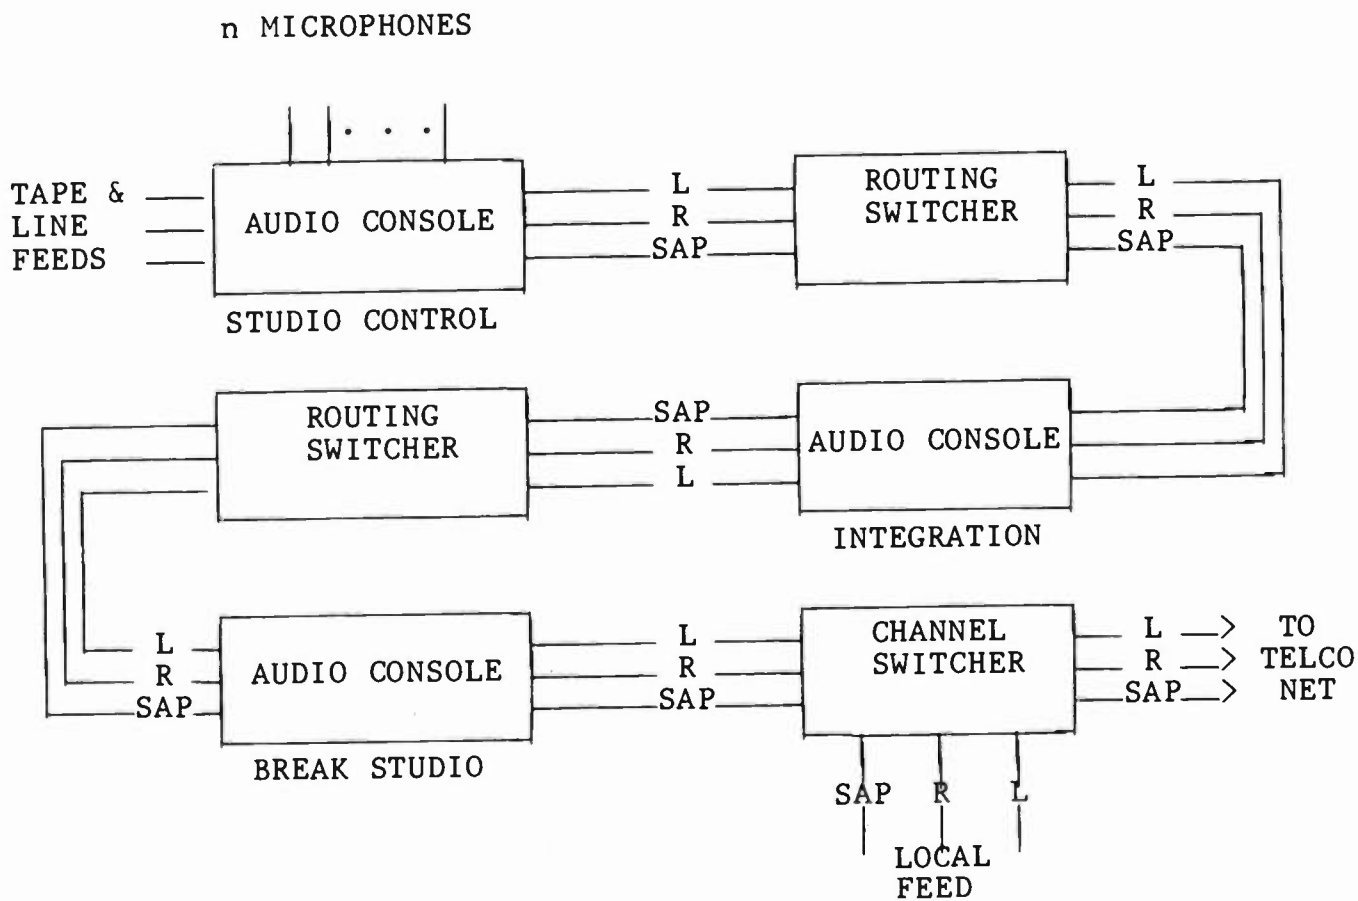 n MICROPHONES
TAPE &
LINE
FEEDS
AUDIO CONSOLE
STUDIO CONTROL
L
R
SAP
ROUTING
SWITCHER
L
R
SAP
ROUTING
SWITCHER
SAP
R
L
AUDIO CONSOLE
INTEGRATION
L
R
SAP
AUDIO CONSOLE
BREAK STUDIO
L
R
SAP
CHANNEL
SWITCHER
L
R
SAP
TO
TELCO
NET
SAP R L
LOCAL
FEED